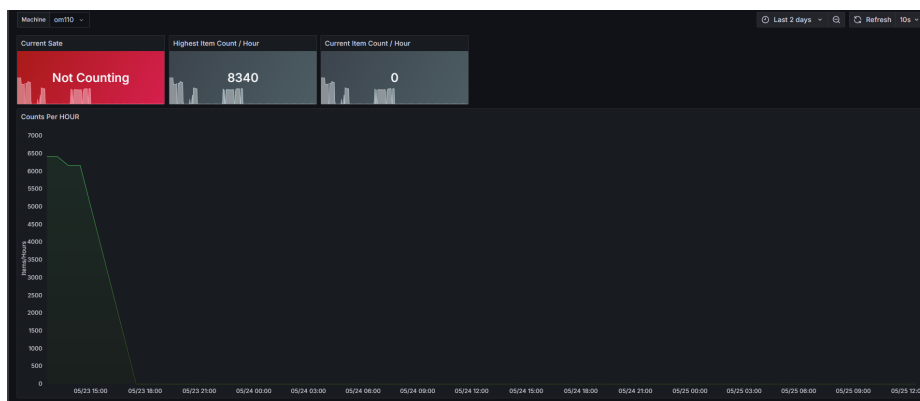 Machine om110 Last 2 days Refresh 10s
Current Sate Highest Item Count / Hour Current Item Count / Hour
Not Counting 8340 0
Counts Per HOUR
7000
6500
6000
5500
5000
4500
4000
3500
3000
2500
2000
1500
1000
500
0
Items/Hours
05/23 15:00 05/23 18:00 05/23 21:00 05/24 00:00 05/24 03:00 05/24 06:00 05/24 09:00 05/24 12:00 05/24 15:00 05/24 18:00 05/24 21:00 05/25 00:00 05/25 03:00 05/25 06:00 05/25 09:00 05/25 12:0